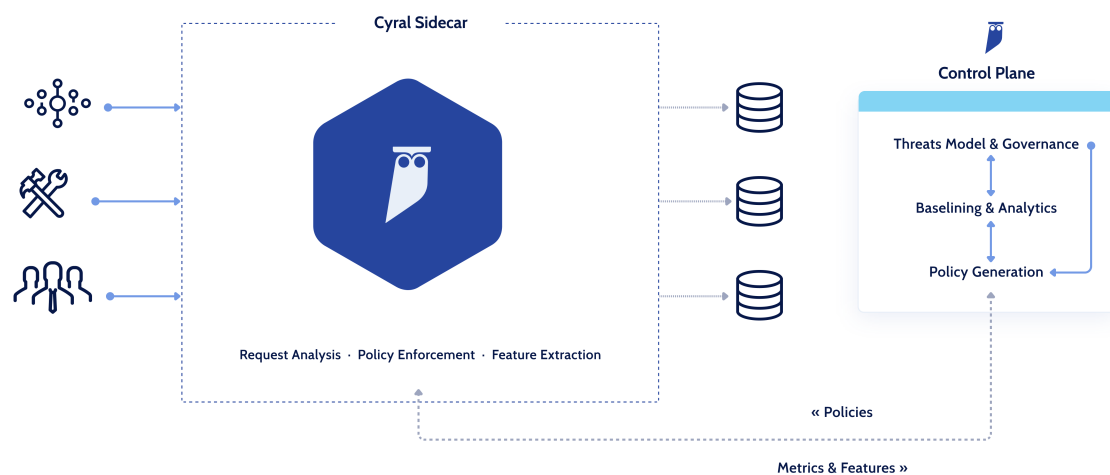 Cyral Sidecar
Control Plane
Threats Model & Governance
Baselining & Analytics
Policy Generation
Request Analysis · Policy Enforcement · Feature Extraction
« Policies
Metrics & Features »